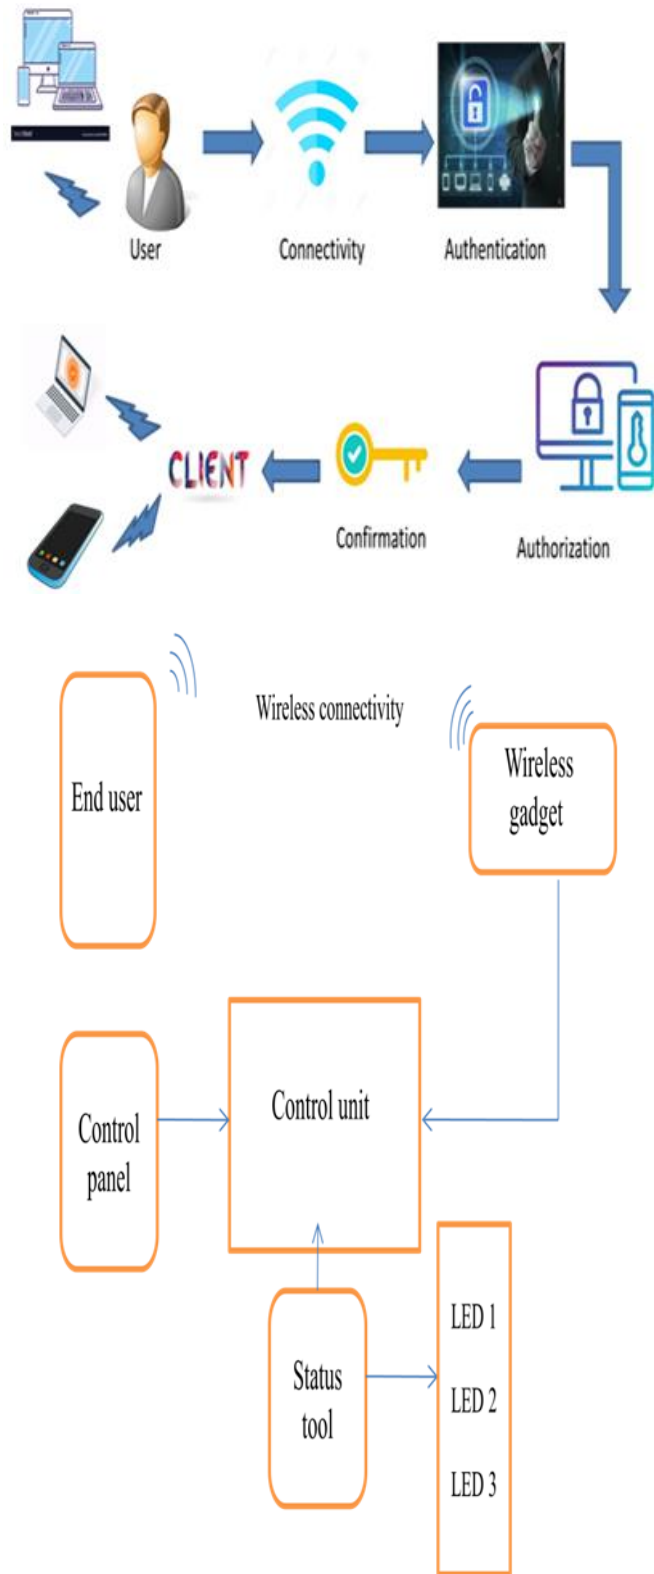 User
Connectivity
Authentication
CLIENT
Confirmation
Authorization
Wireless connectivity
End user
Wireless
gadget
Control unit
Control
panel
Status
tool
LED 1
LED 2
LED 3